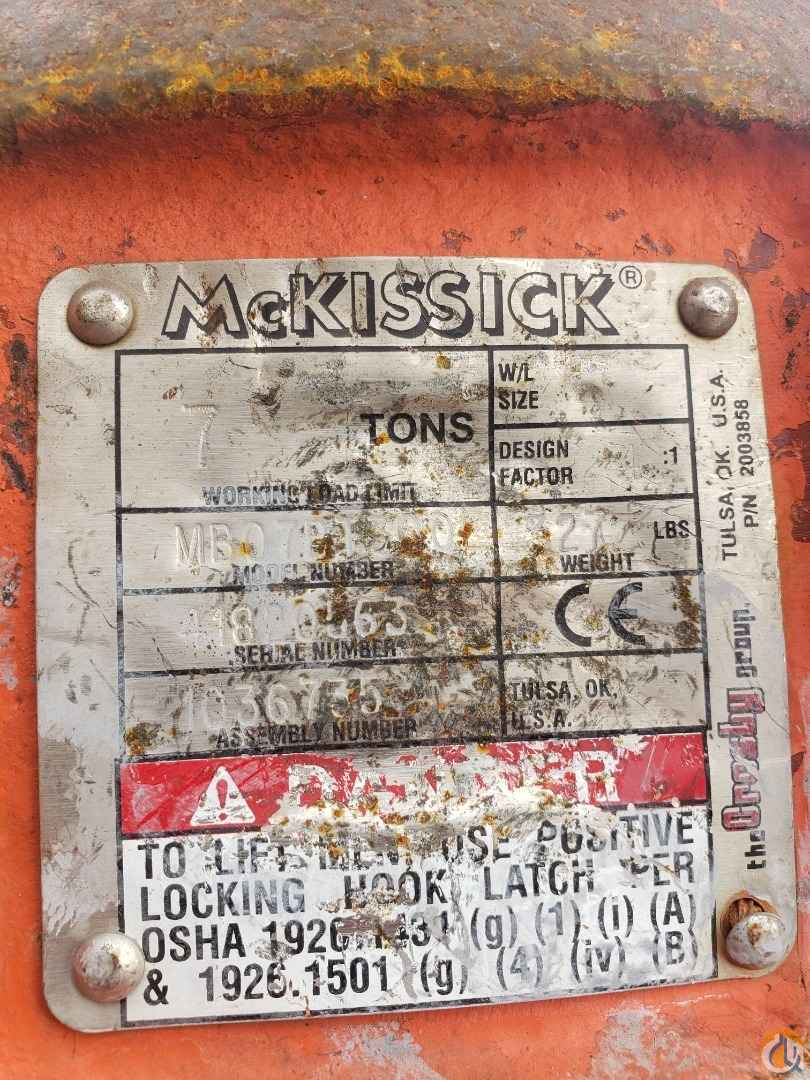 McKISSICK®
7 TONS
WORKING LOAD LIMIT
W/L
SIZE
DESIGN
FACTOR :1
MODEL NUMBER
LBS
WEIGHT
SERIAL NUMBER
CE
ASSEMBLY NUMBER
TULSA, OK.
U.S.A.
DANGER
TO LIFT MEN, USE POSITIVE
LOCKING HOOK LATCH PER
OSHA (g) (1) (i) (A)
& 1926.1501 (g) (4) (iv) (B)
TULSA, OK. U.S.A.
P/N 2003858
the Crosby group.